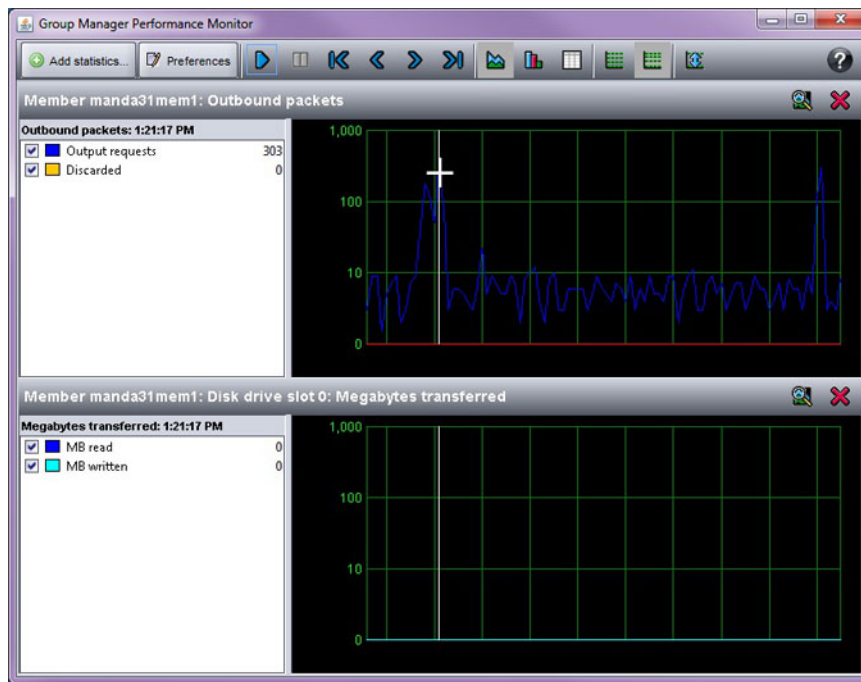 Group Manager Performance Monitor
Add statistics... Preferences
Member manda31mem1: Outbound packets
Outbound packets: 1:21:17 PM
Output requests 303
Discarded 0
1,000
100
10
0
Member manda31mem1: Disk drive slot 0: Megabytes transferred
Megabytes transferred: 1:21:17 PM
MB read 0
MB written 0
1,000
100
10
0